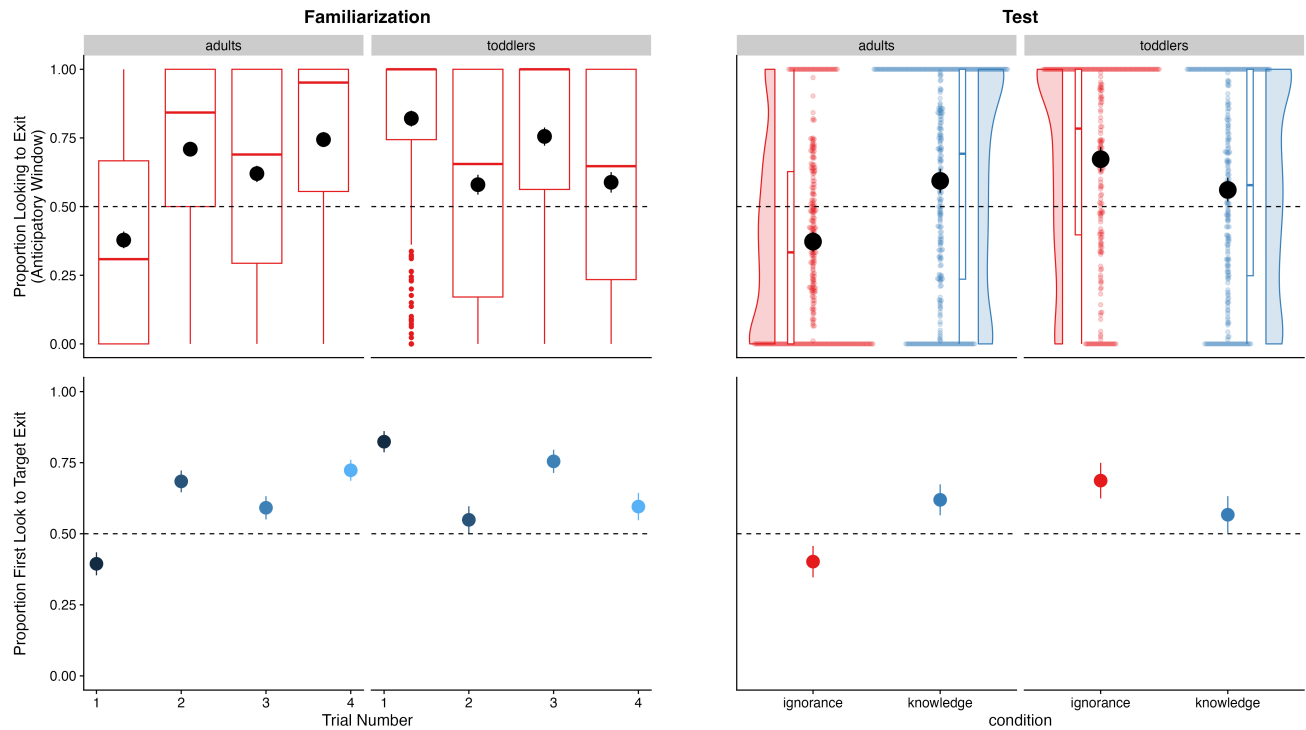 Familiarization
Test
adults
toddlers
adults
toddlers
Proportion Looking to Exit
(Anticipatory Window)
1.00
0.75
0.50
0.25
0.00
Proportion First Look to Target Exit
1.00
0.75
0.50
0.25
0.00
1
2
3
4
1
2
3
4
Trial Number
ignorance
knowledge
ignorance
knowledge
condition